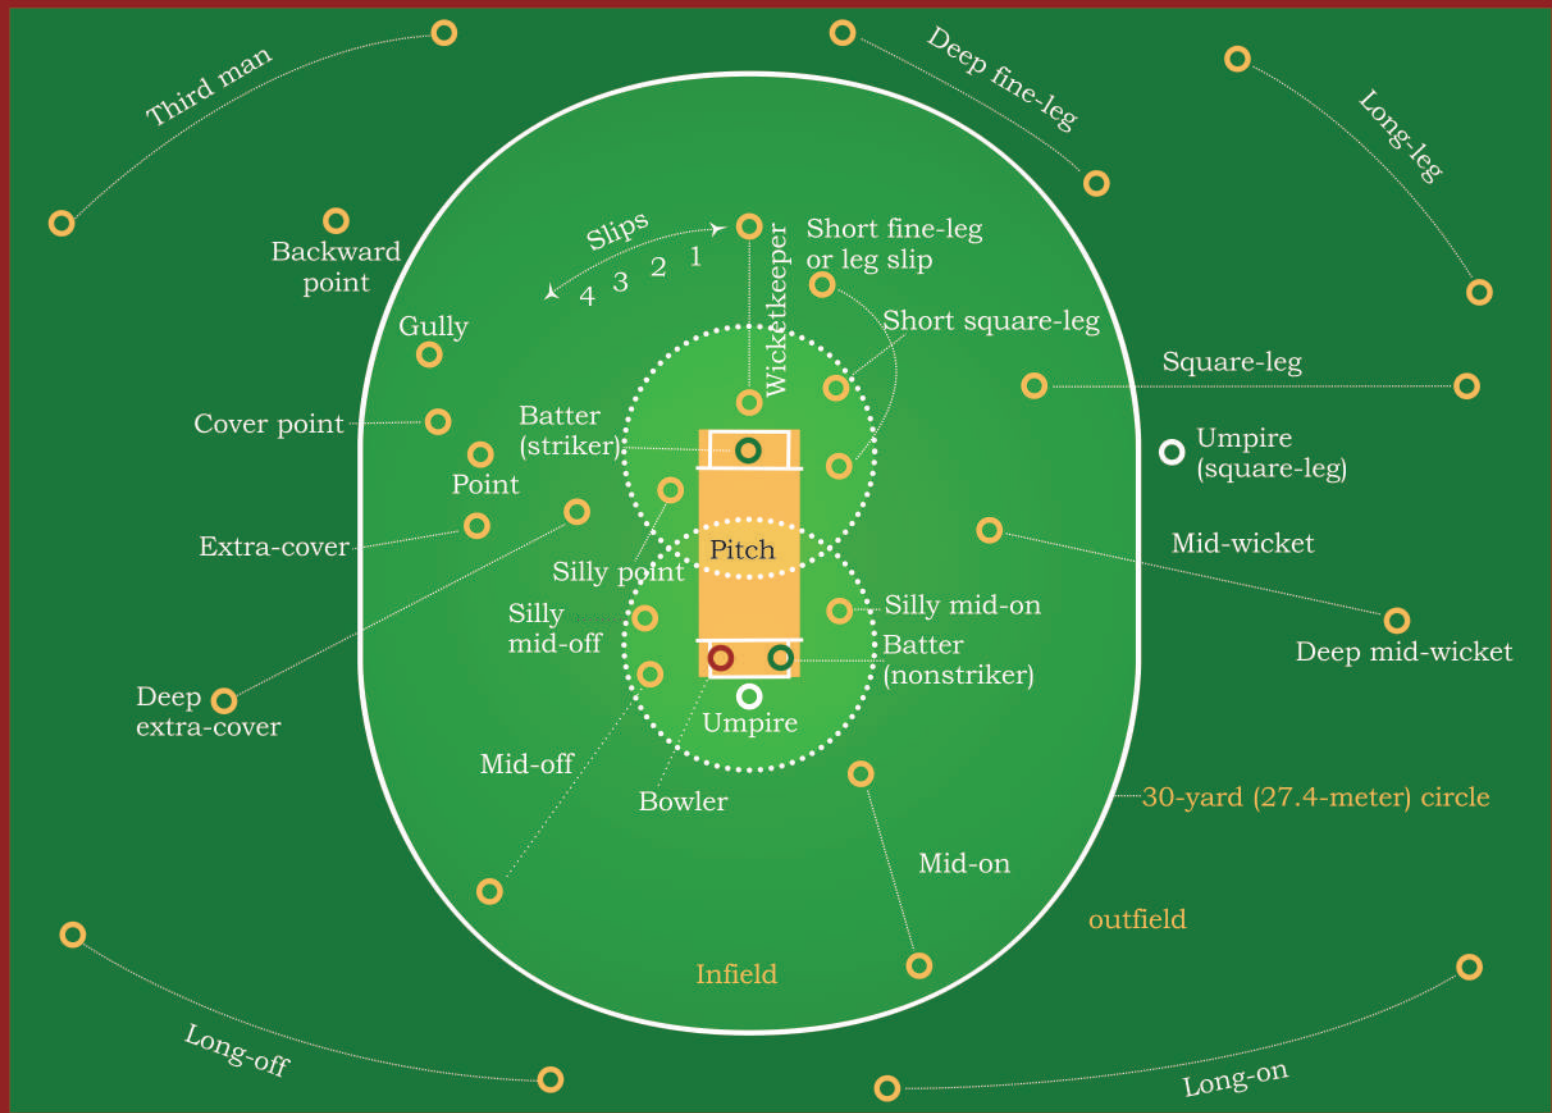 Third man
Deep fine-leg
Long-leg
Slips
1
2
3
4
Wicketkeeper
Short fine-leg
or leg slip
Backward
point
Gully
Short square-leg
Square-leg
Cover point
Batter
(striker)
Umpire
(square-leg)
Point
Extra-cover
Pitch
Mid-wicket
Silly point
Silly
mid-off
Silly mid-on
Batter
(nonstriker)
Deep mid-wicket
Deep
extra-cover
Umpire
Mid-off
Bowler
30-yard (27.4-meter) circle
Mid-on
outfield
Infield
Long-off
Long-on